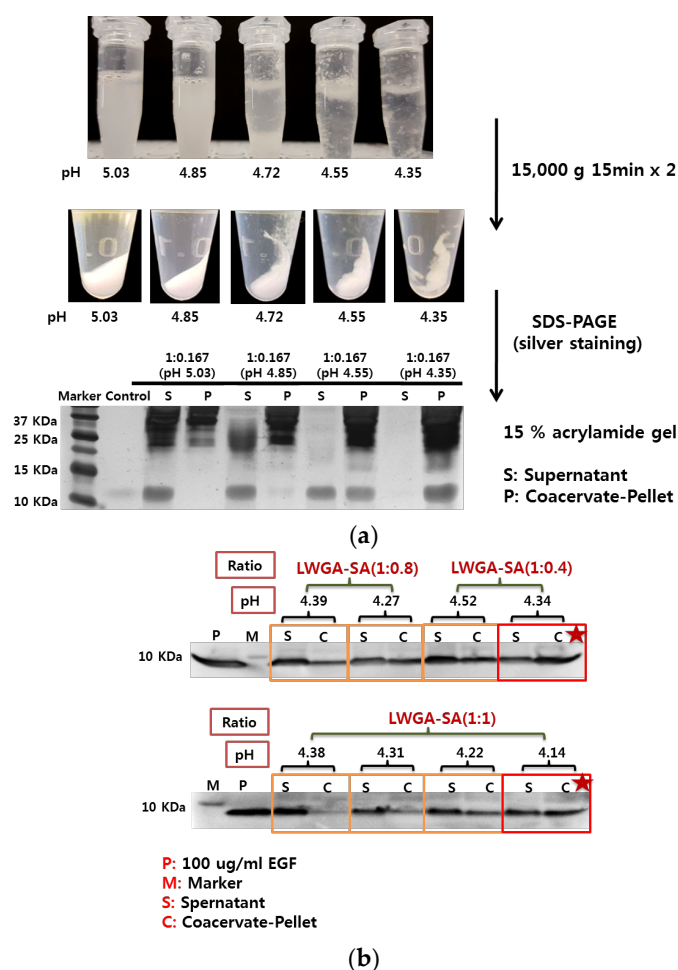 pH 5.03 4.85 4.72 4.55 4.35
15,000 g 15min x 2
pH 5.03 4.85 4.72 4.55 4.35
SDS-PAGE
(silver staining)
1:0.167 1:0.167 1:0.167 1:0.167
(pH 5.03) (pH 4.85) (pH 4.55) (pH 4.35)
Marker Control S P S P S P S P
37 KDa
25 KDa
15 KDa
10 KDa
15 % acrylamide gel
S: Supernatant
P: Coacervate-Pellet
(a)
Ratio LWGA-SA(1:0.8) LWGA-SA(1:0.4)
pH 4.39 4.27 4.52 4.34
P M S C S C S C S C
10 KDa
Ratio LWGA-SA(1:1)
pH 4.38 4.31 4.22 4.14
M P S C S C S C S C
10 KDa
P: 100 ug/ml EGF
M: Marker
S: Spernatant
C: Coacervate-Pellet
(b)